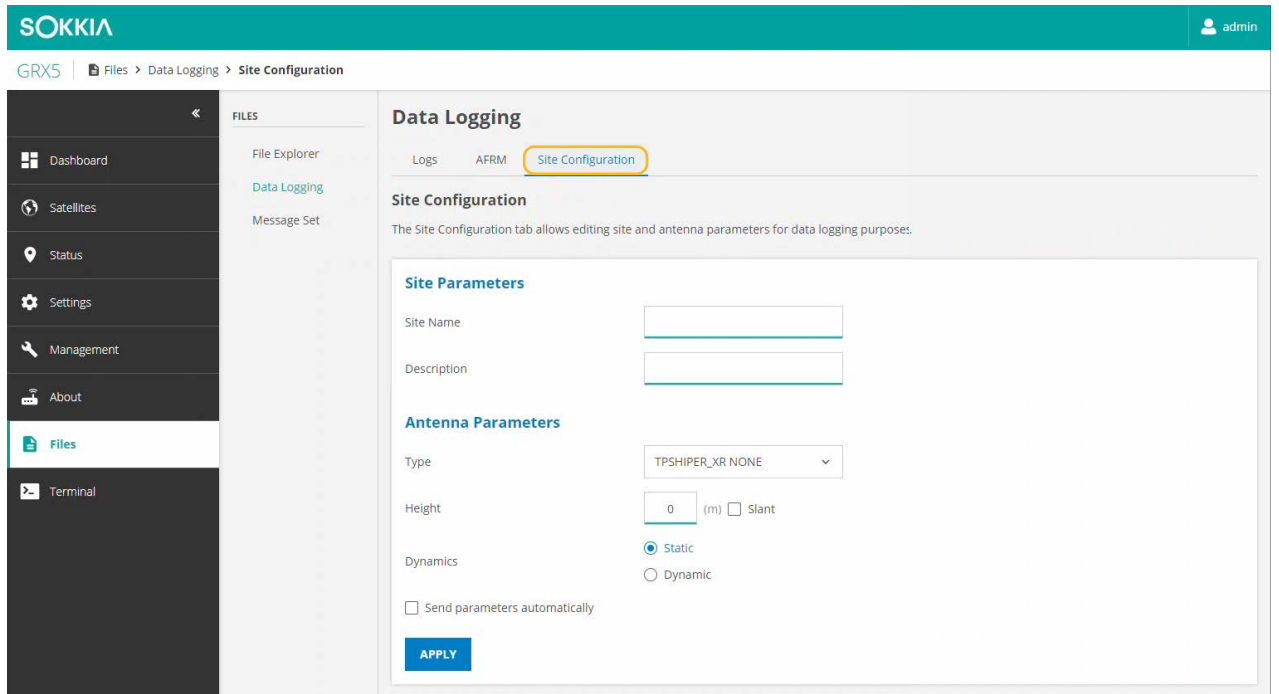 SOKKIA
admin
GRX5 Files > Data Logging > Site Configuration
«
Dashboard
Satellites
Status
Settings
Management
About
Files
Terminal
FILES
File Explorer
Data Logging
Message Set
Data Logging
Logs AFRM Site Configuration
Site Configuration
The Site Configuration tab allows editing site and antenna parameters for data logging purposes.
Site Parameters
Site Name
Description
Antenna Parameters
Type TPSHIPER_XR NONE
Height 0 (m) Slant
Dynamics
Static
Dynamic
Send parameters automatically
APPLY